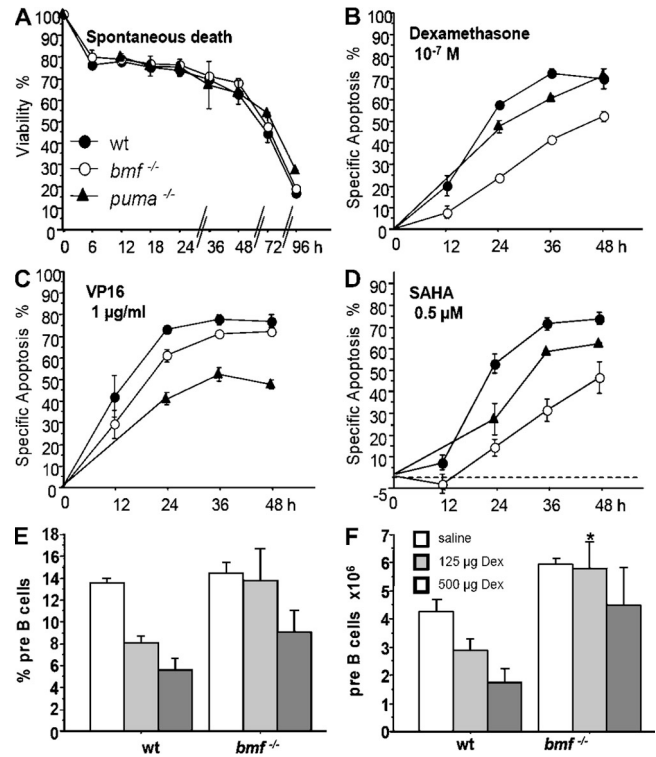 A
Spontaneous death
Viability %
100
90
80
70
60
50
40
30
20
10
0
wt
bmf -/-
puma -/-
0 6 12 18 24 36 48 72 96 h
B
Dexamethasone
10-7 M
Specific Apoptosis %
90
80
70
60
50
40
30
20
10
0
0 12 24 36 48 h
C
VP16
1 µg/ml
Specific Apoptosis %
90
80
70
60
50
40
30
20
10
0
0 12 24 36 48 h
D
SAHA
0.5 µM
Specific Apoptosis %
90
80
70
60
50
40
30
20
10
-5
0 12 24 36 48 h
E
% pre B cells
18
16
14
12
10
8
6
4
2
0
wt bmf -/-
F
saline
125 µg Dex
500 µg Dex
*
pre B cells x106
7
6
5
4
3
2
1
0
wt bmf -/-